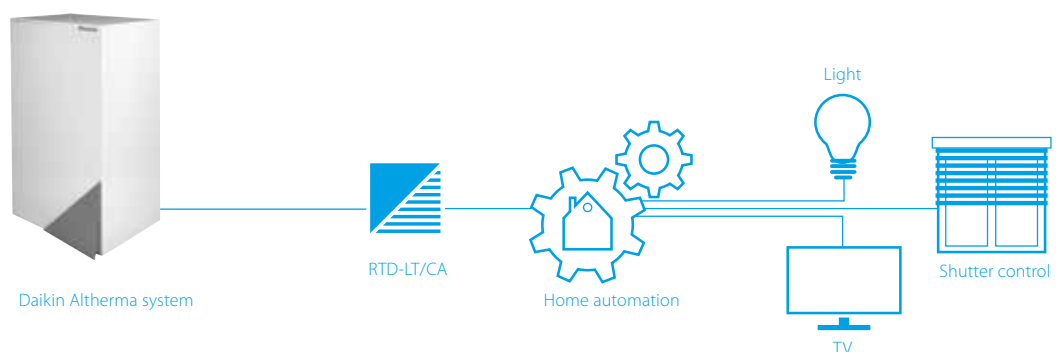 Light
RTD-LT/CA
Shutter control
Daikin Altherma system
Home automation
TV